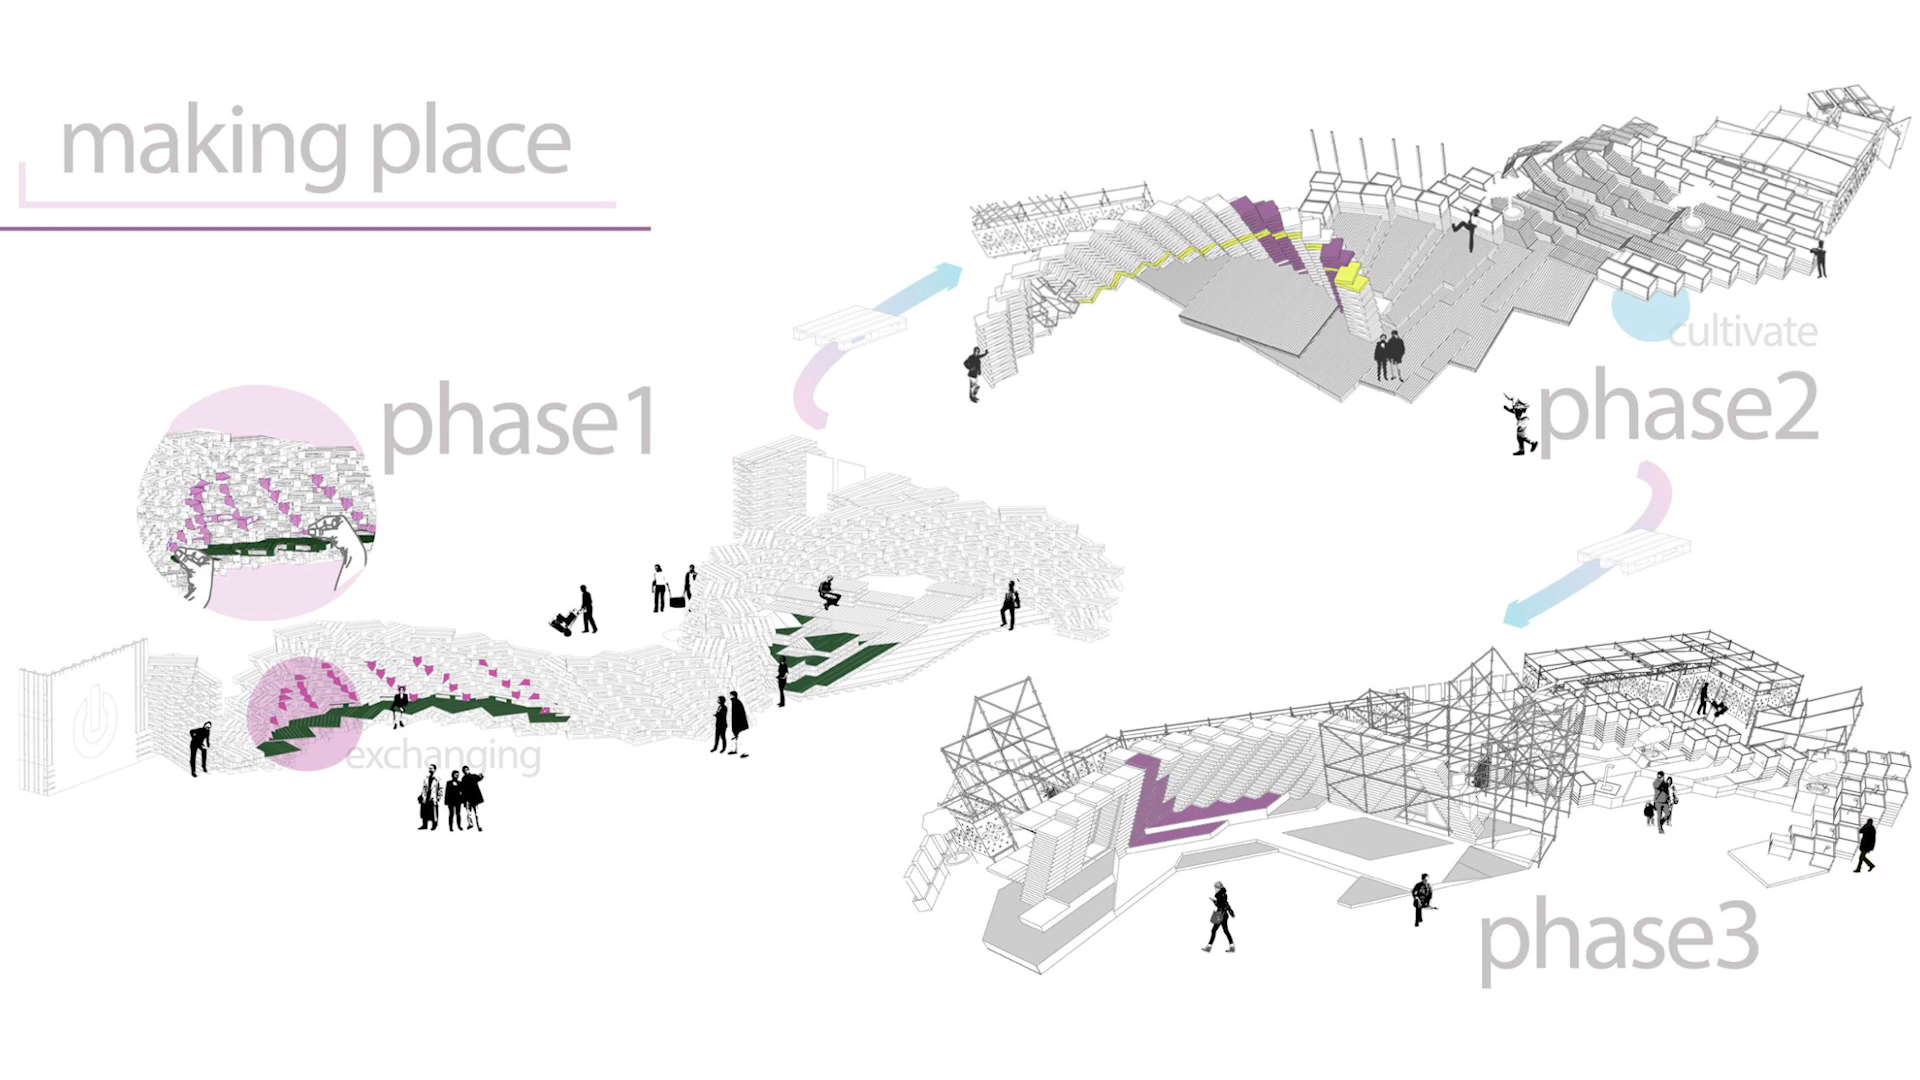 making place
phase1
exchanging
cultivate
phase2
phase3